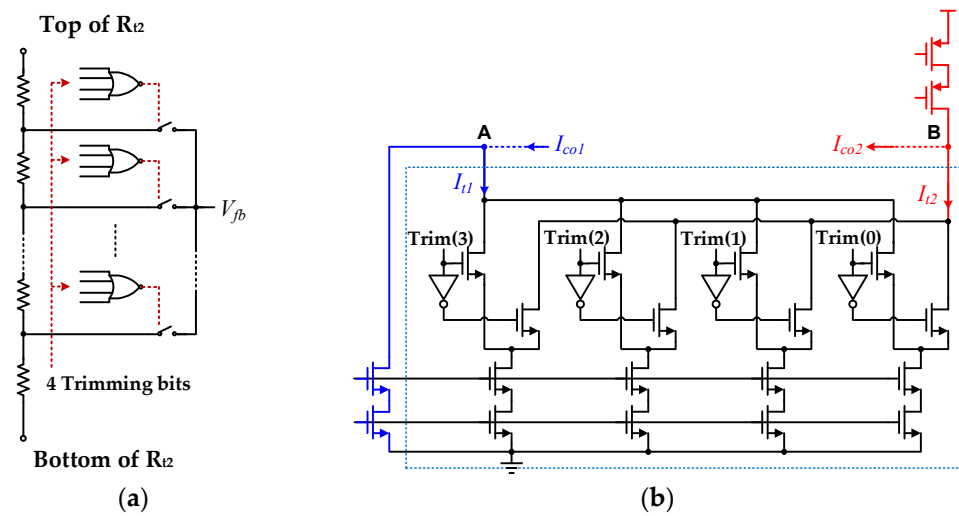 Top of Rt2
Vfb
4 Trimming bits
Bottom of Rt2
(a)
A
B
Ico1
Ico2
It1
It2
Trim(3)
Trim(2)
Trim(1)
Trim(0)
(b)